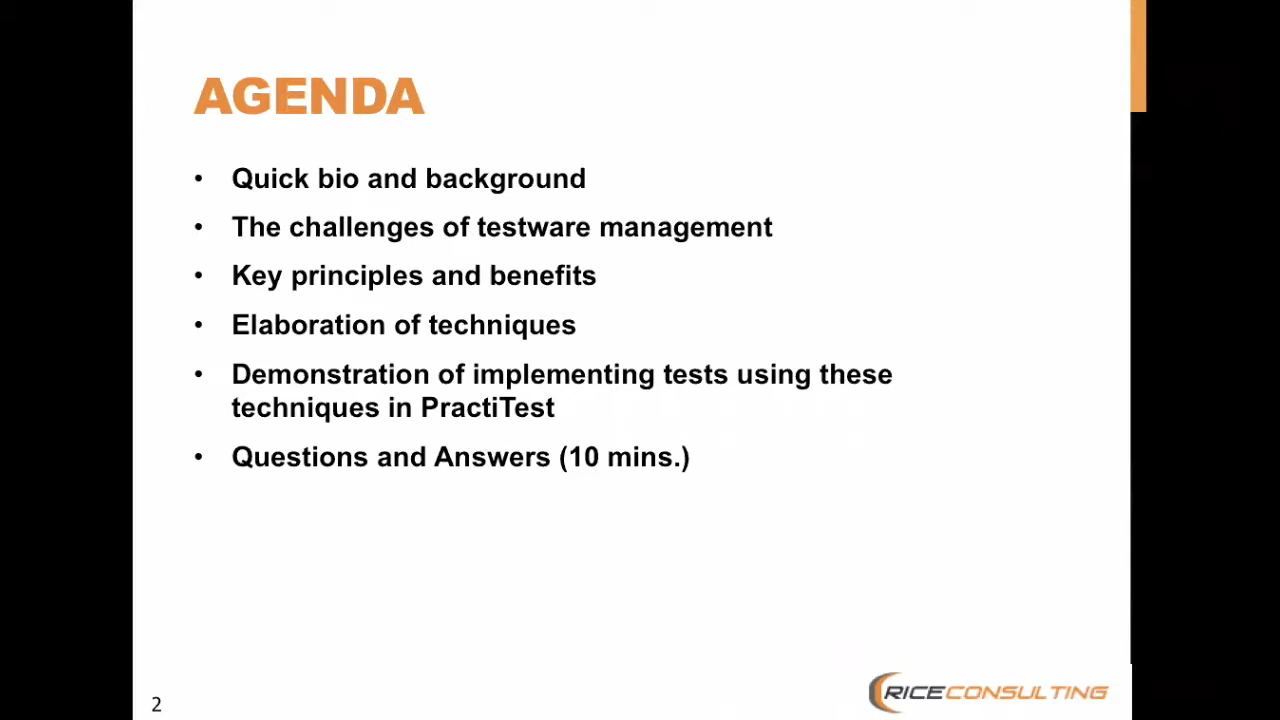 AGENDA
• Quick bio and background
• The challenges of testware management
• Key principles and benefits
• Elaboration of techniques
• Demonstration of implementing tests using these
techniques in PractiTest
• Questions and Answers (10 mins.)
2
RICECONSULTING